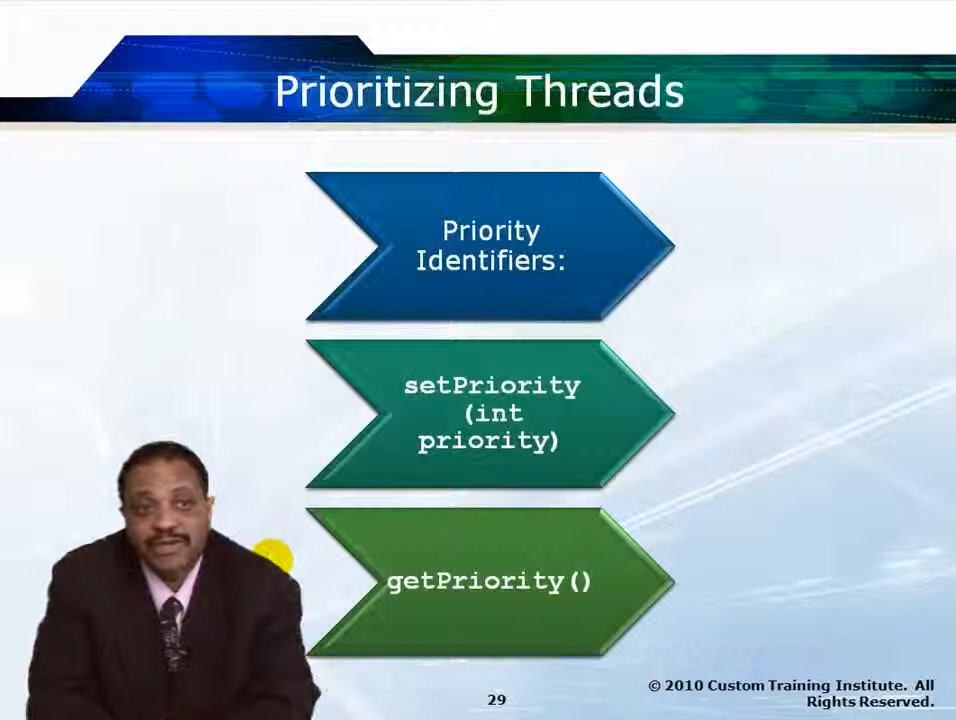 Prioritizing Threads
Priority
Identifiers:
setPriority
(int
priority)
getPriority()
29
© 2010 Custom Training Institute. All
Rights Reserved.